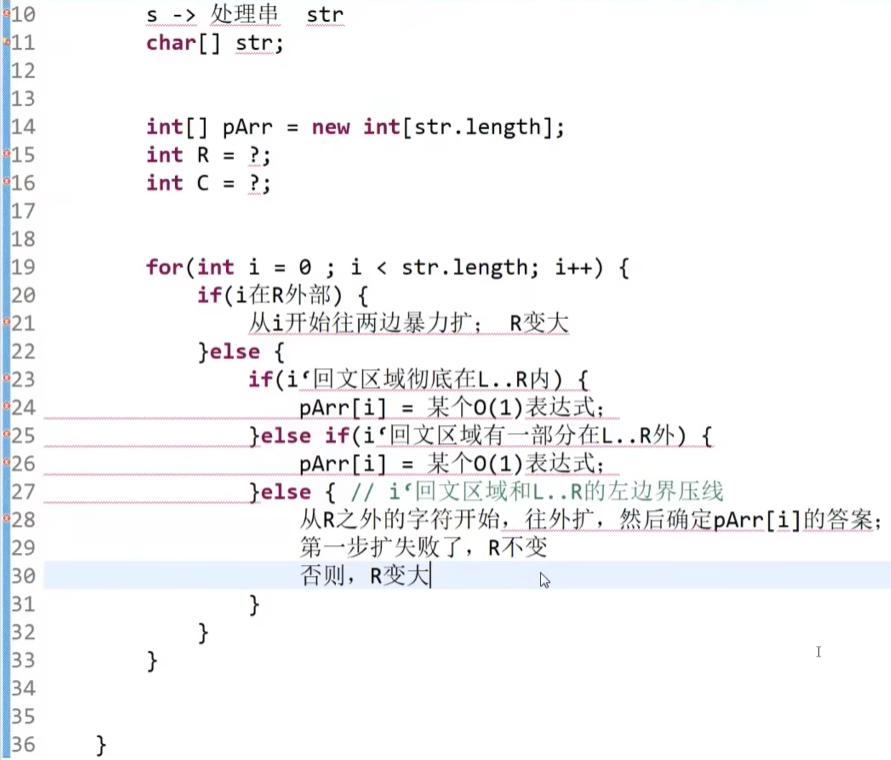 10 s -> 处理串 str
11 char[] str;
12
13
14 int[] pArr = new int[str.length];
15 int R = ?;
16 int C = ?;
17
18
19 for(int i = 0 ; i < str.length; i++) {
20 if(i在R外部) {
21 从i开始往两边暴力扩; R变大
22 }else {
23 if(i‘回文区域彻底在L..R内) {
24 pArr[i] = 某个O(1)表达式;
25 }else if(i‘回文区域有一部分在L..R外) {
26 pArr[i] = 某个O(1)表达式;
27 }else { // i‘回文区域和L..R的左边界压线
28 从R之外的字符开始，往外扩，然后确定pArr[i]的答案;
29 第一步扩失败了，R不变
30 否则，R变大
31 }
32 }
33 }
34
35
36 }